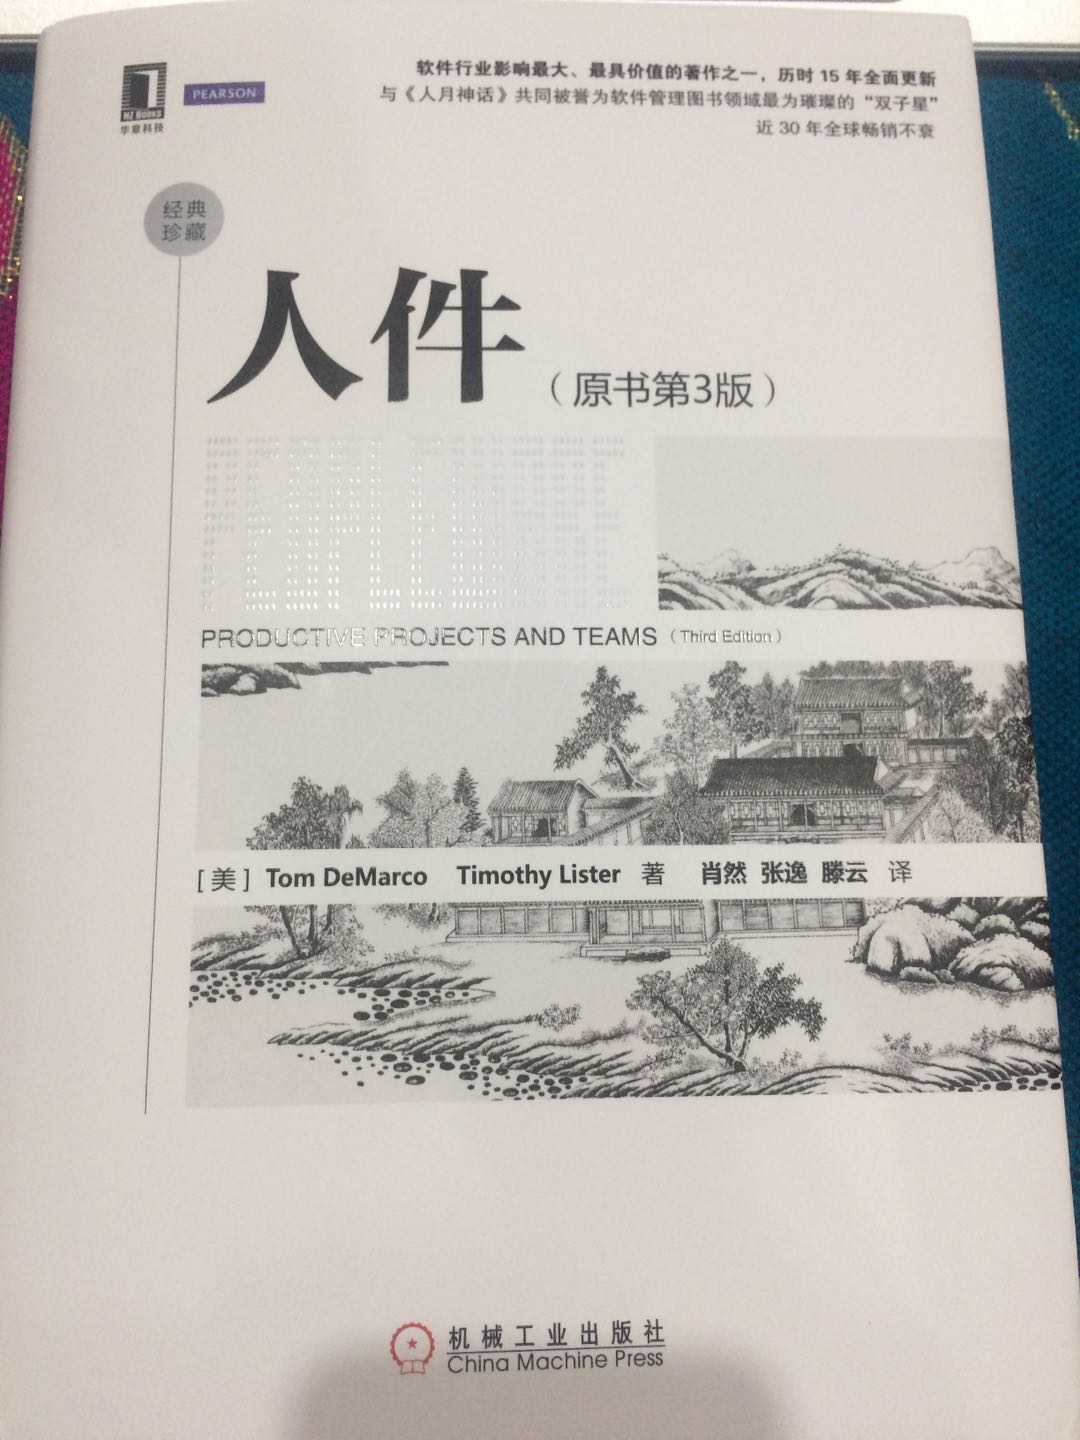 软件行业影响最大、最具价值的著作之一，历时 15 年全面更新
与《人月神话》共同被誉为软件管理图书领域最为璀璨的“双子星”
近 30 年全球畅销不衰
HZ Books
华章科技
PEARSON
经典
珍藏
人件
（原书第3版）
PEOPLEWARE
PRODUCTIVE PROJECTS AND TEAMS（Third Edition）
[美] Tom DeMarco Timothy Lister 著 肖然 张逸 滕云 译
机械工业出版社
China Machine Press